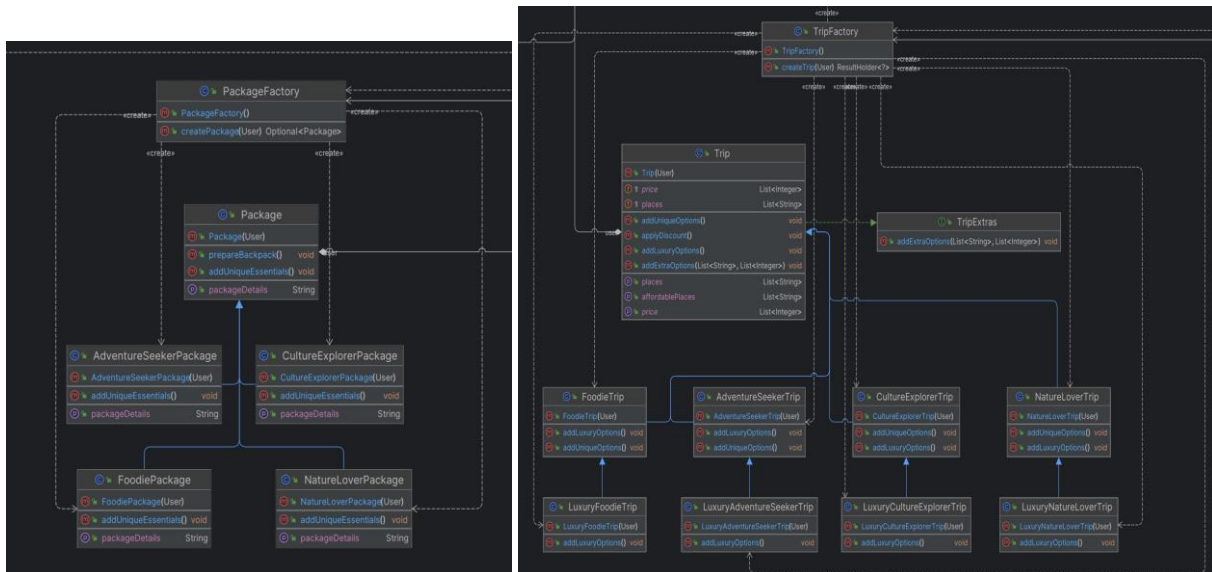 PackageFactory
PackageFactory()
createPackage(User) Optional<Package>
«create»
«create»
«create»
«create»
Package
Package(User)
prepareBackpack() void
addUniqueEssentials() void
packageDetails String
user
AdventureSeekerPackage
AdventureSeekerPackage(User)
addUniqueEssentials() void
packageDetails String
CultureExplorerPackage
CultureExplorerPackage(User)
addUniqueEssentials() void
packageDetails String
FoodiePackage
FoodiePackage(User)
addUniqueEssentials() void
packageDetails String
NatureLoverPackage
NatureLoverPackage(User)
addUniqueEssentials() void
packageDetails String
«create»
TripFactory
TripFactory()
createTrip(User) ResultHolder<?>
«create»
«create»
«create»
«create»
«create»
«create»
«create»
Trip
Trip(User)
price List<Integer>
places List<String>
addUniqueOptions() void
applyDiscount() void
addLuxuryOptions() void
addExtraOptions(List<String>, List<Integer>) void
places List<String>
affordablePlaces List<String>
price List<Integer>
TripExtras
addExtraOptions(List<String>, List<Integer>) void
FoodieTrip
FoodieTrip(User)
addLuxuryOptions() void
addUniqueOptions() void
AdventureSeekerTrip
AdventureSeekerTrip(User)
addLuxuryOptions() void
addUniqueOptions() void
CultureExplorerTrip
CultureExplorerTrip(User)
addUniqueOptions() void
addLuxuryOptions() void
NatureLoverTrip
NatureLoverTrip(User)
addUniqueOptions() void
addLuxuryOptions() void
LuxuryFoodieTrip
LuxuryFoodieTrip(User)
addLuxuryOptions() void
LuxuryAdventureSeekerTrip
LuxuryAdventureSeekerTrip(User)
addLuxuryOptions() void
LuxuryCultureExplorerTrip
LuxuryCultureExplorerTrip(User)
addLuxuryOptions() void
LuxuryNatureLoverTrip
LuxuryNatureLoverTrip(User)
addLuxuryOptions() void